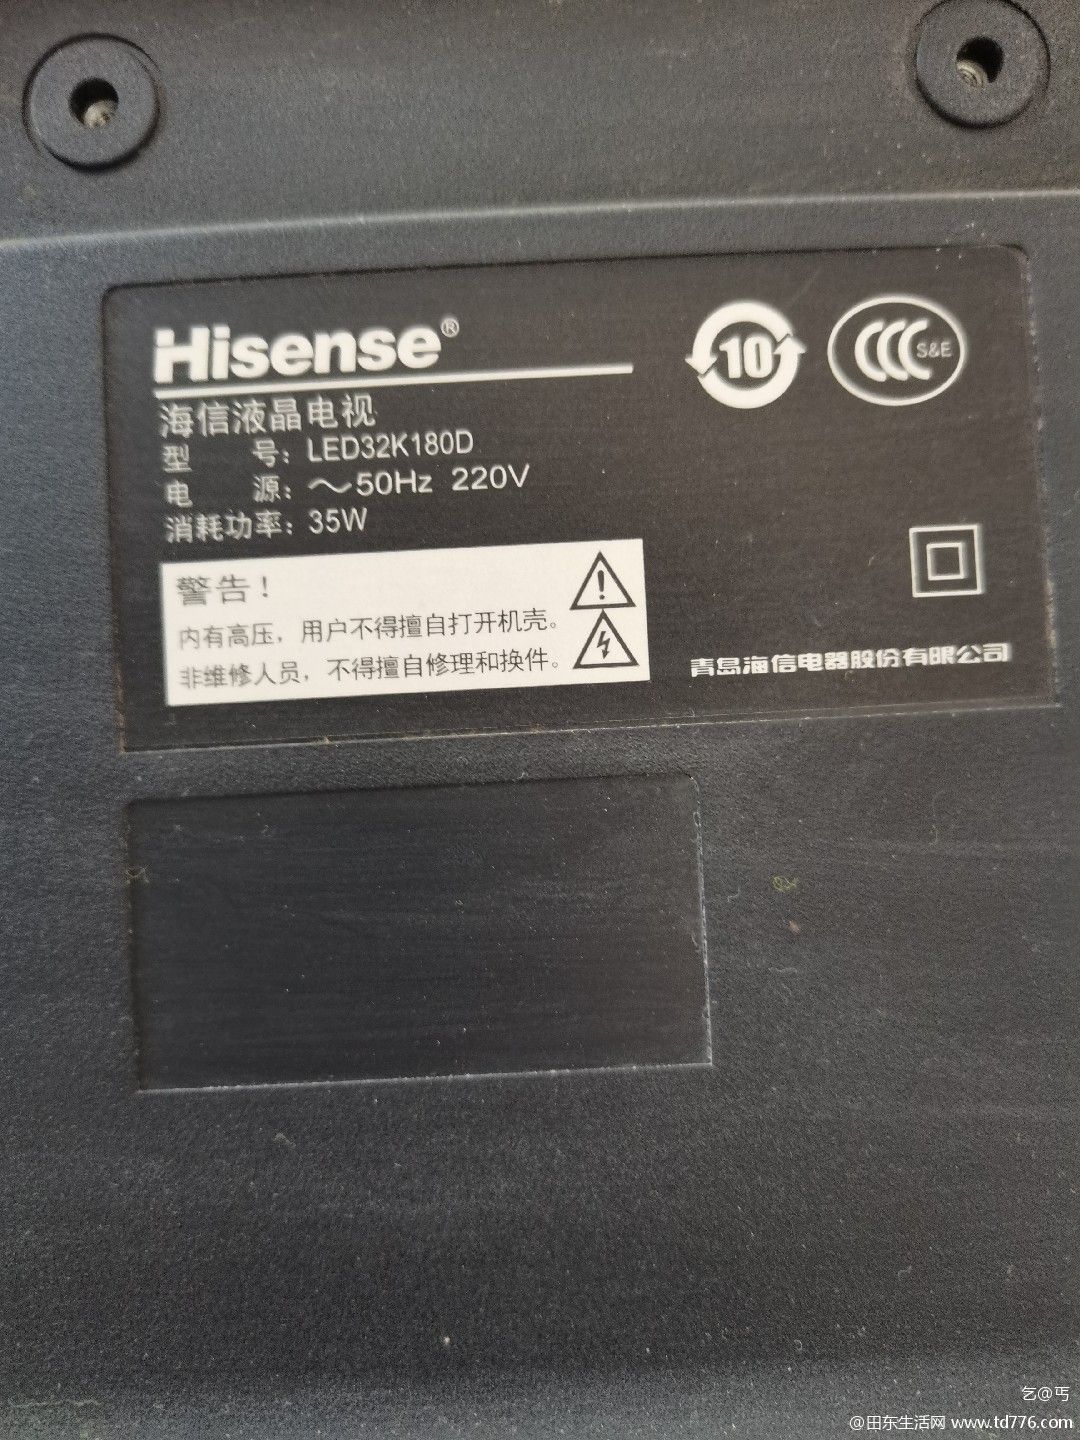 Hisense®
10
CCC S&E
海信液晶电视
型 号：LED32K180D
电 源：～50Hz 220V
消耗功率：35W
警告！
内有高压，用户不得擅自打开机壳。
非维修人员，不得擅自修理和换件。
青岛海信电器股份有限公司
乞@丐
@田东生活网 www.td776.com